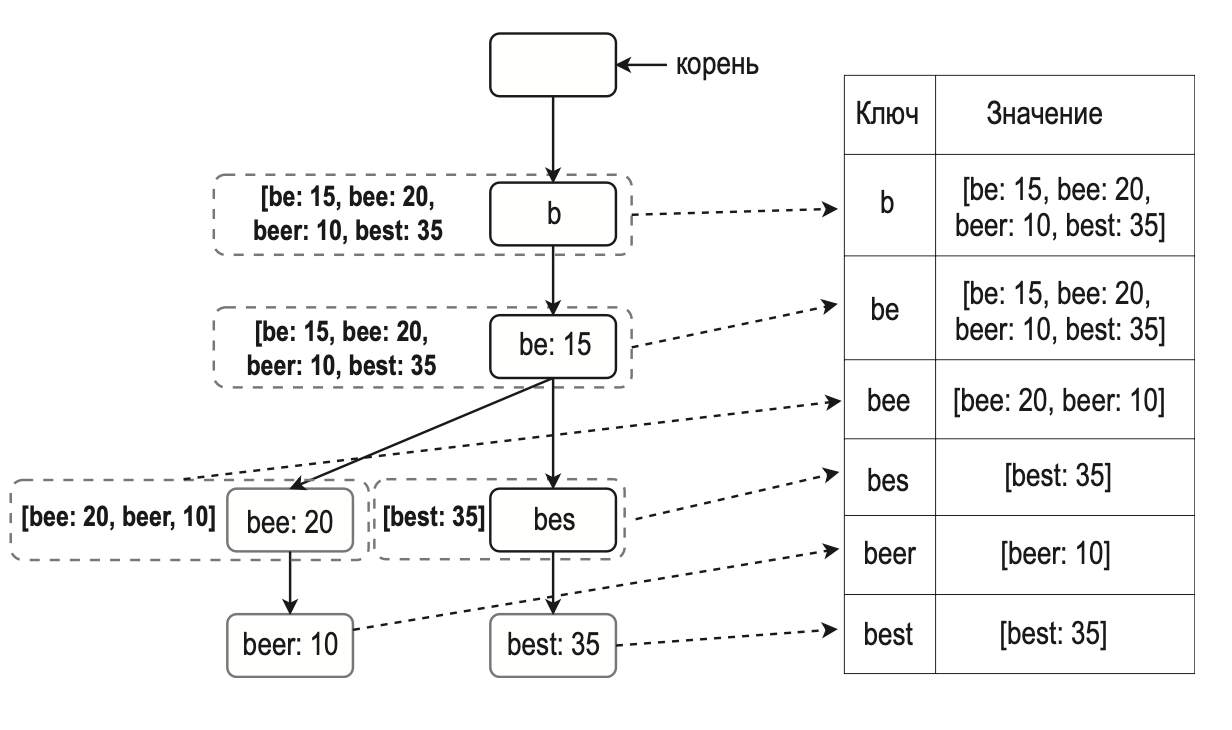 корень
[be: 15, bee: 20,
beer: 10, best: 35
b
[be: 15, bee: 20,
beer: 10, best: 35
be: 15
[bee: 20, beer, 10]
bee: 20
[best: 35]
bes
beer: 10
best: 35
Ключ Значение
b [be: 15, bee: 20,
beer: 10, best: 35]
be [be: 15, bee: 20,
beer: 10, best: 35]
bee [bee: 20, beer: 10]
bes [best: 35]
beer [beer: 10]
best [best: 35]